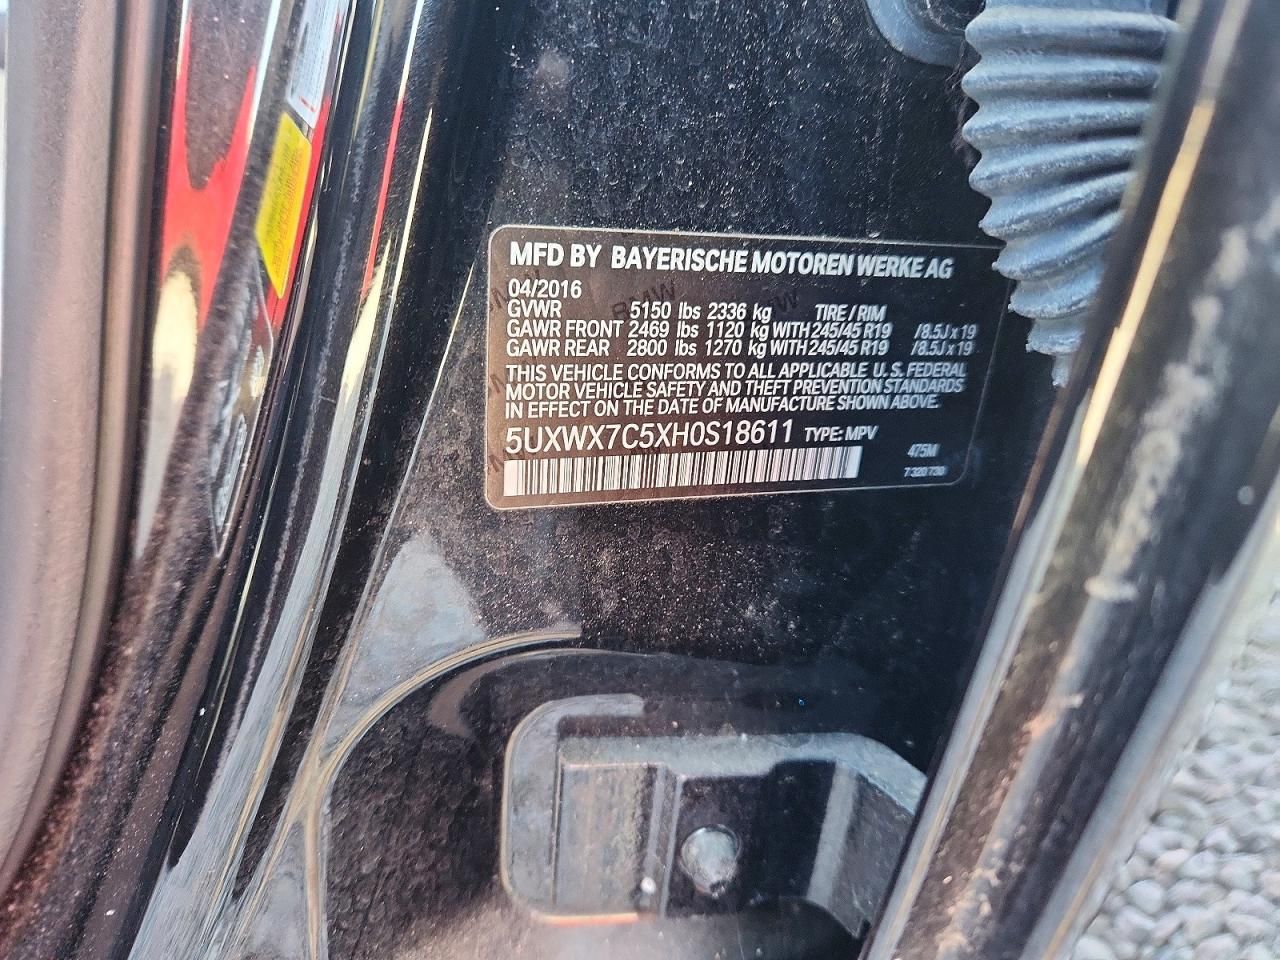 MFD BY BAYERISCHE MOTOREN WERKE AG
04/2016
GVWR 5150 lbs 2336 kg TIRE / RIM
GAWR FRONT 2469 lbs 1120 kg WITH 245/45 R19 / 8.5J x 19
GAWR REAR 2800 lbs 1270 kg WITH 245/45 R19 / 8.5J x 19
THIS VEHICLE CONFORMS TO ALL APPLICABLE U.S. FEDERAL
MOTOR VEHICLE SAFETY AND THEFT PREVENTION STANDARDS
IN EFFECT ON THE DATE OF MANUFACTURE SHOWN ABOVE.
5UXWX7C5XH0S18611 TYPE: MPV 475M
7 320 730